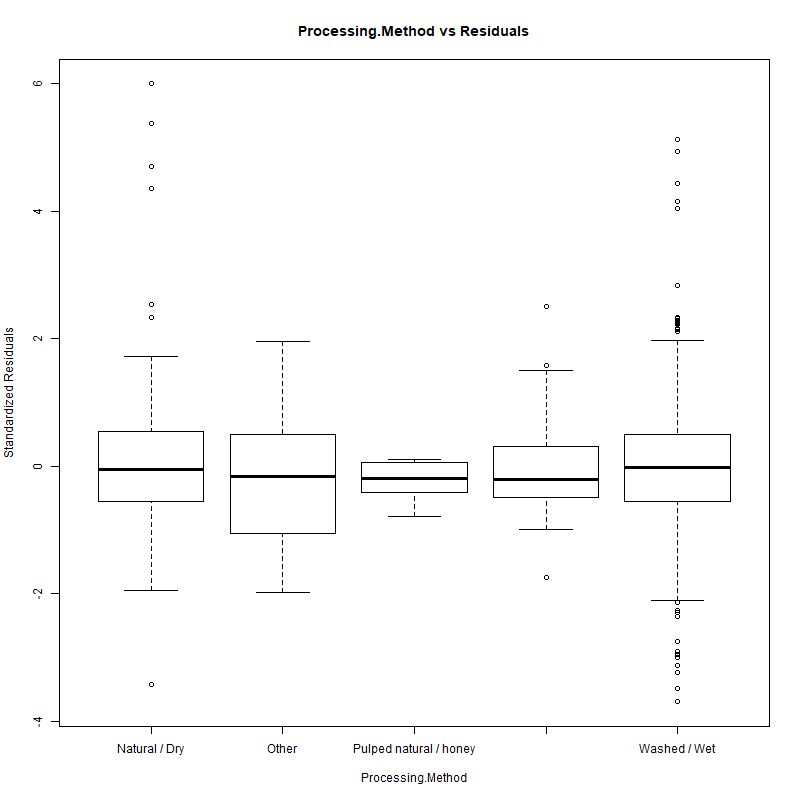 Processing.Method vs Residuals
6
4
2
0
-2
-4
Standardized Residuals
Natural / Dry Other Pulped natural / honey Washed / Wet
Processing.Method